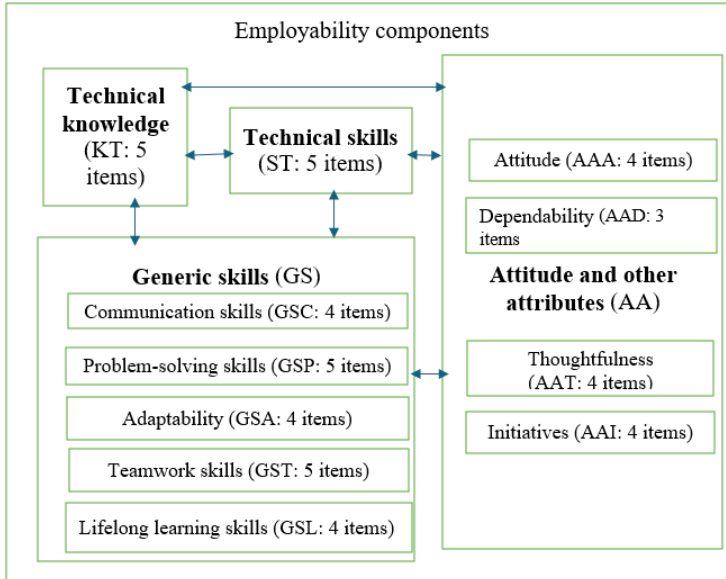 Employability components
Technical
knowledge
(KT: 5
items)
Technical skills
(ST: 5 items)
Generic skills (GS)
Communication skills (GSC: 4 items)
Problem-solving skills (GSP: 5 items)
Adaptability (GSA: 4 items)
Teamwork skills (GST: 5 items)
Lifelong learning skills (GSL: 4 items)
Attitude (AAA: 4 items)
Dependability (AAD: 3
items
Attitude and other
attributes (AA)
Thoughtfulness
(AAT: 4 items)
Initiatives (AAI: 4 items)